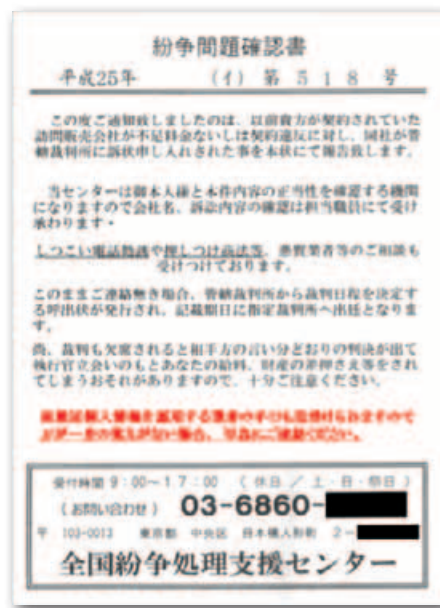 紛争問題確認書
平成25年 (イ) 第 5 1 8 号
この度ご通知致しましたのは、以前貴方が契約されていた
訪問販売会社が不足料金ないしは契約違反に対し、同社が管
轄裁判所に訴状申し入れされた事を本状にて報告致します。
当センターは御本人様と本件内容の正当性を確認する機関
になりますので会社名、訴訟内容の確認は担当職員にて受け
承わります・
しつこい電話勧誘や押しつけ商法等、悪質業者等のご相談も
受けつけております。
このままご連絡無き場合、管轄裁判所から裁判日程を決定す
る呼出状が発行され、記載期日に指定裁判所へ出廷となりま
す。
尚、裁判も欠席されると相手方の言い分どおりの判決が出て
執行官立会いのもとあなたの給料、財産の差押さえ等をされ
てしまうおそれがありますので、十分ご注意ください。
受付時間 9:00~17:00 (休日/土・日・祭日)
(お問い合わせ) 03-6860-
〒 103-0013 東京都 中央区 日本橋人形町 2-
全国紛争処理支援センター